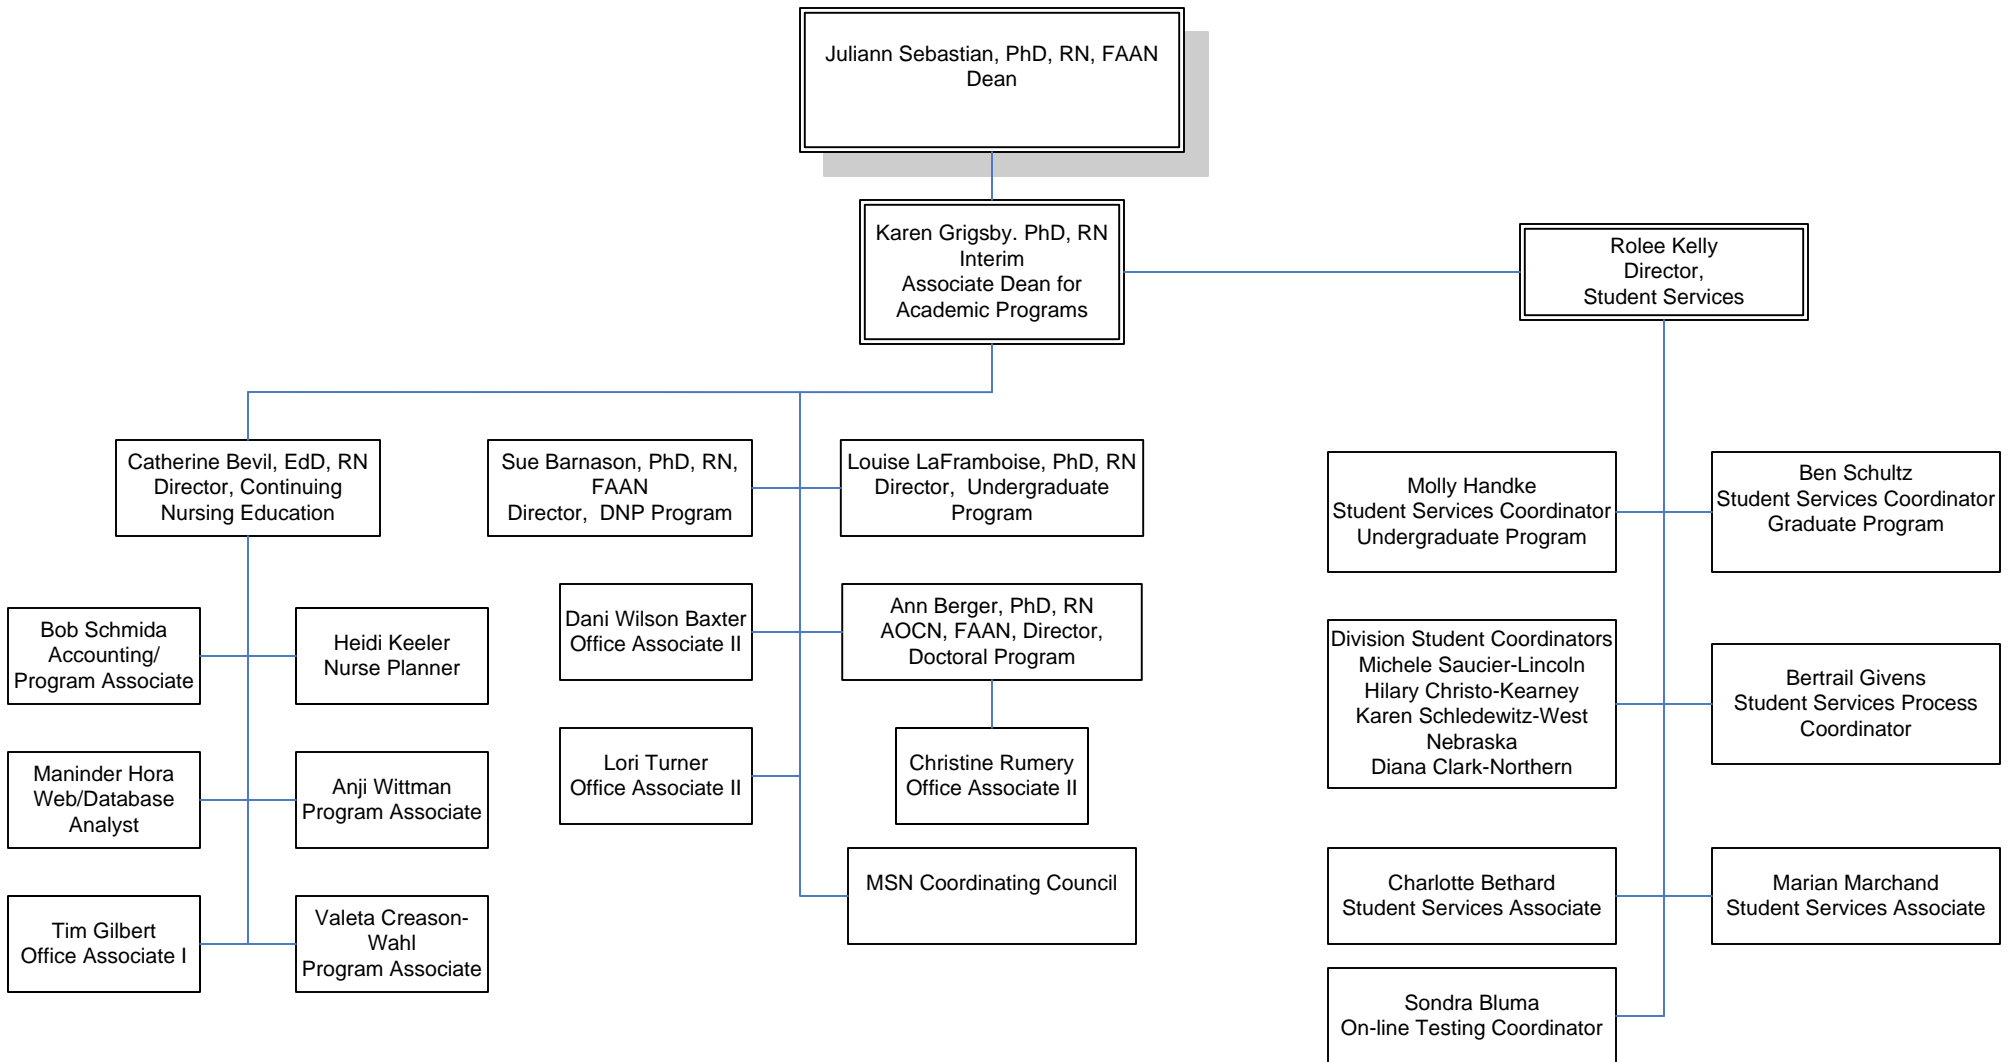 Juliann Sebastian, PhD, RN, FAAN
Dean
Karen Grigsby. PhD, RN
Interim
Associate Dean for
Academic Programs
Rolee Kelly
Director,
Student Services
Catherine Bevil, EdD, RN
Director, Continuing
Nursing Education
Sue Barnason, PhD, RN,
FAAN
Director, DNP Program
Louise LaFramboise, PhD, RN
Director, Undergraduate
Program
Molly Handke
Student Services Coordinator
Undergraduate Program
Ben Schultz
Student Services Coordinator
Graduate Program
Bob Schmida
Accounting/
Program Associate
Heidi Keeler
Nurse Planner
Dani Wilson Baxter
Office Associate II
Ann Berger, PhD, RN
AOCN, FAAN, Director,
Doctoral Program
Division Student Coordinators
Michele Saucier-Lincoln
Hilary Christo-Kearney
Karen Schledewitz-West
Nebraska
Diana Clark-Northern
Bertrail Givens
Student Services Process
Coordinator
Maninder Hora
Web/Database
Analyst
Anji Wittman
Program Associate
Lori Turner
Office Associate II
Christine Rumery
Office Associate II
MSN Coordinating Council
Charlotte Bethard
Student Services Associate
Marian Marchand
Student Services Associate
Tim Gilbert
Office Associate I
Valeta Creason-
Wahl
Program Associate
Sondra Bluma
On-line Testing Coordinator